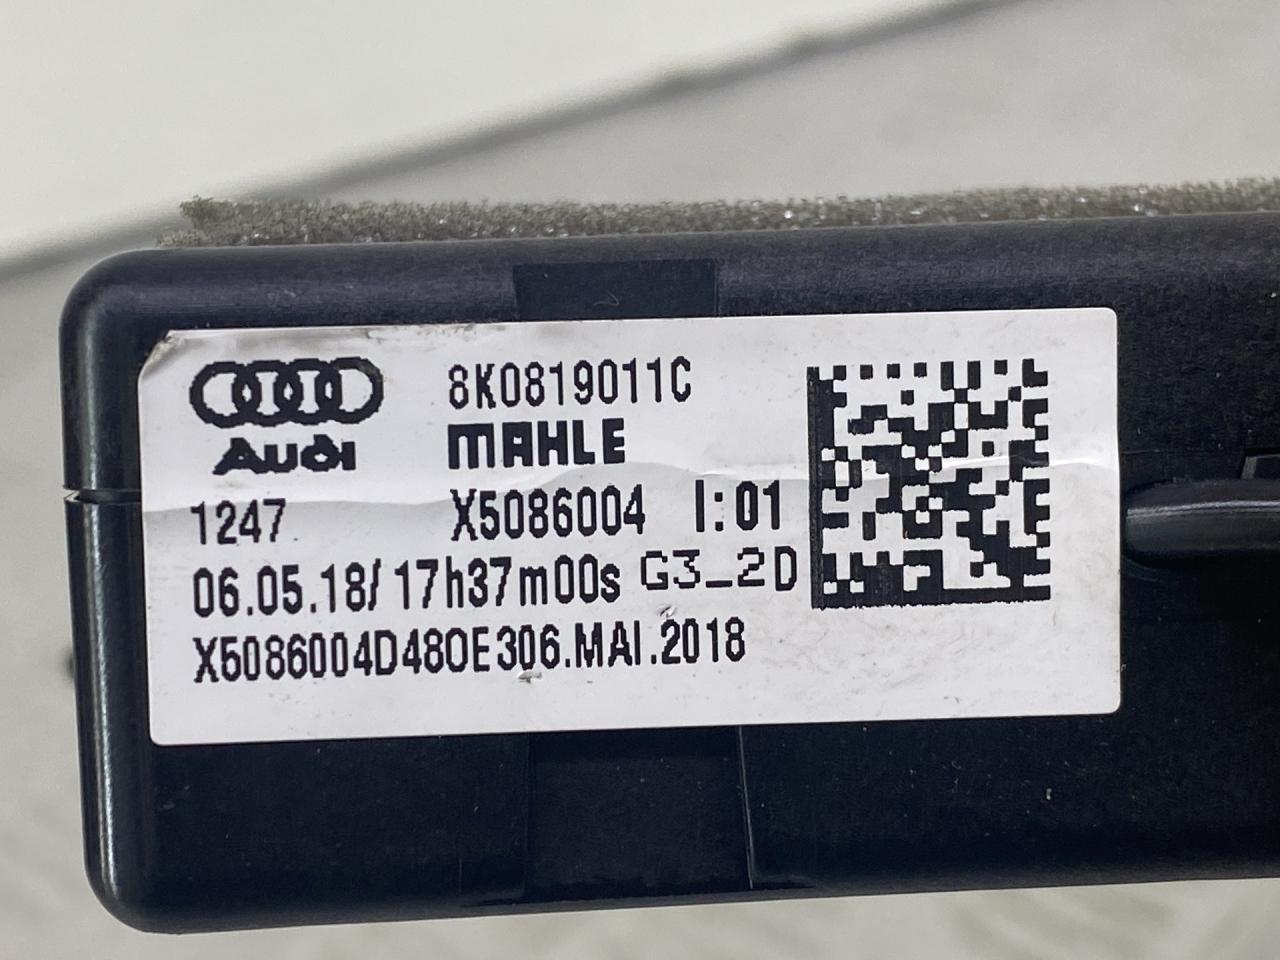 8K0819011C
Audi MAHLE
1247 X5086004 I:01
06.05.18/ 17h37m00s G3_2D
X5086004D480E306.MAI.2018